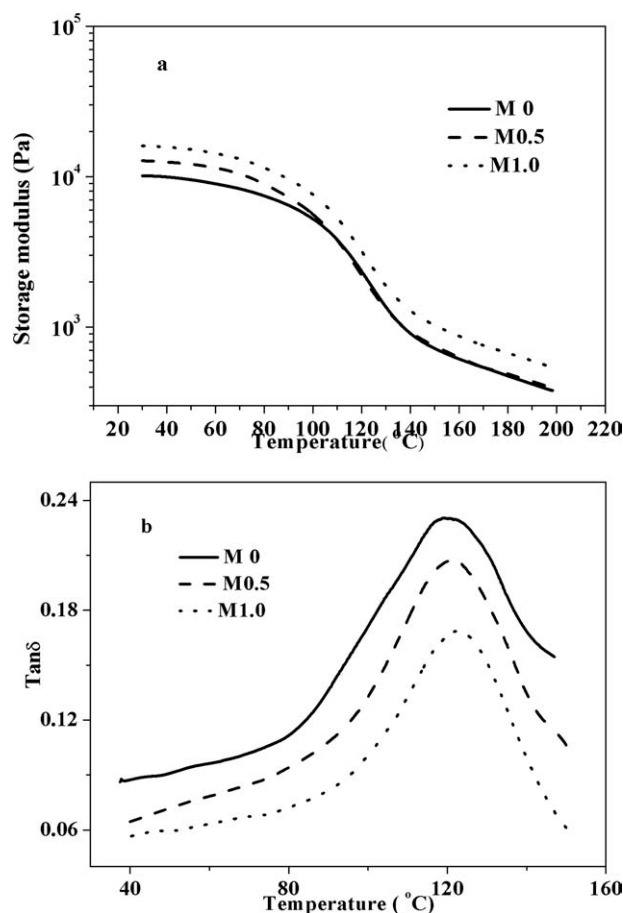 a
M 0
M0.5
M1.0
Storage modulus (Pa)
10^5
10^4
10^3
20 40 60 80 100 120 140 160 180 200 220
Temperature( °C)
b
M 0
M0.5
M1.0
Tanδ
0.24
0.18
0.12
0.06
40 80 120 160
Temperature ( °C)